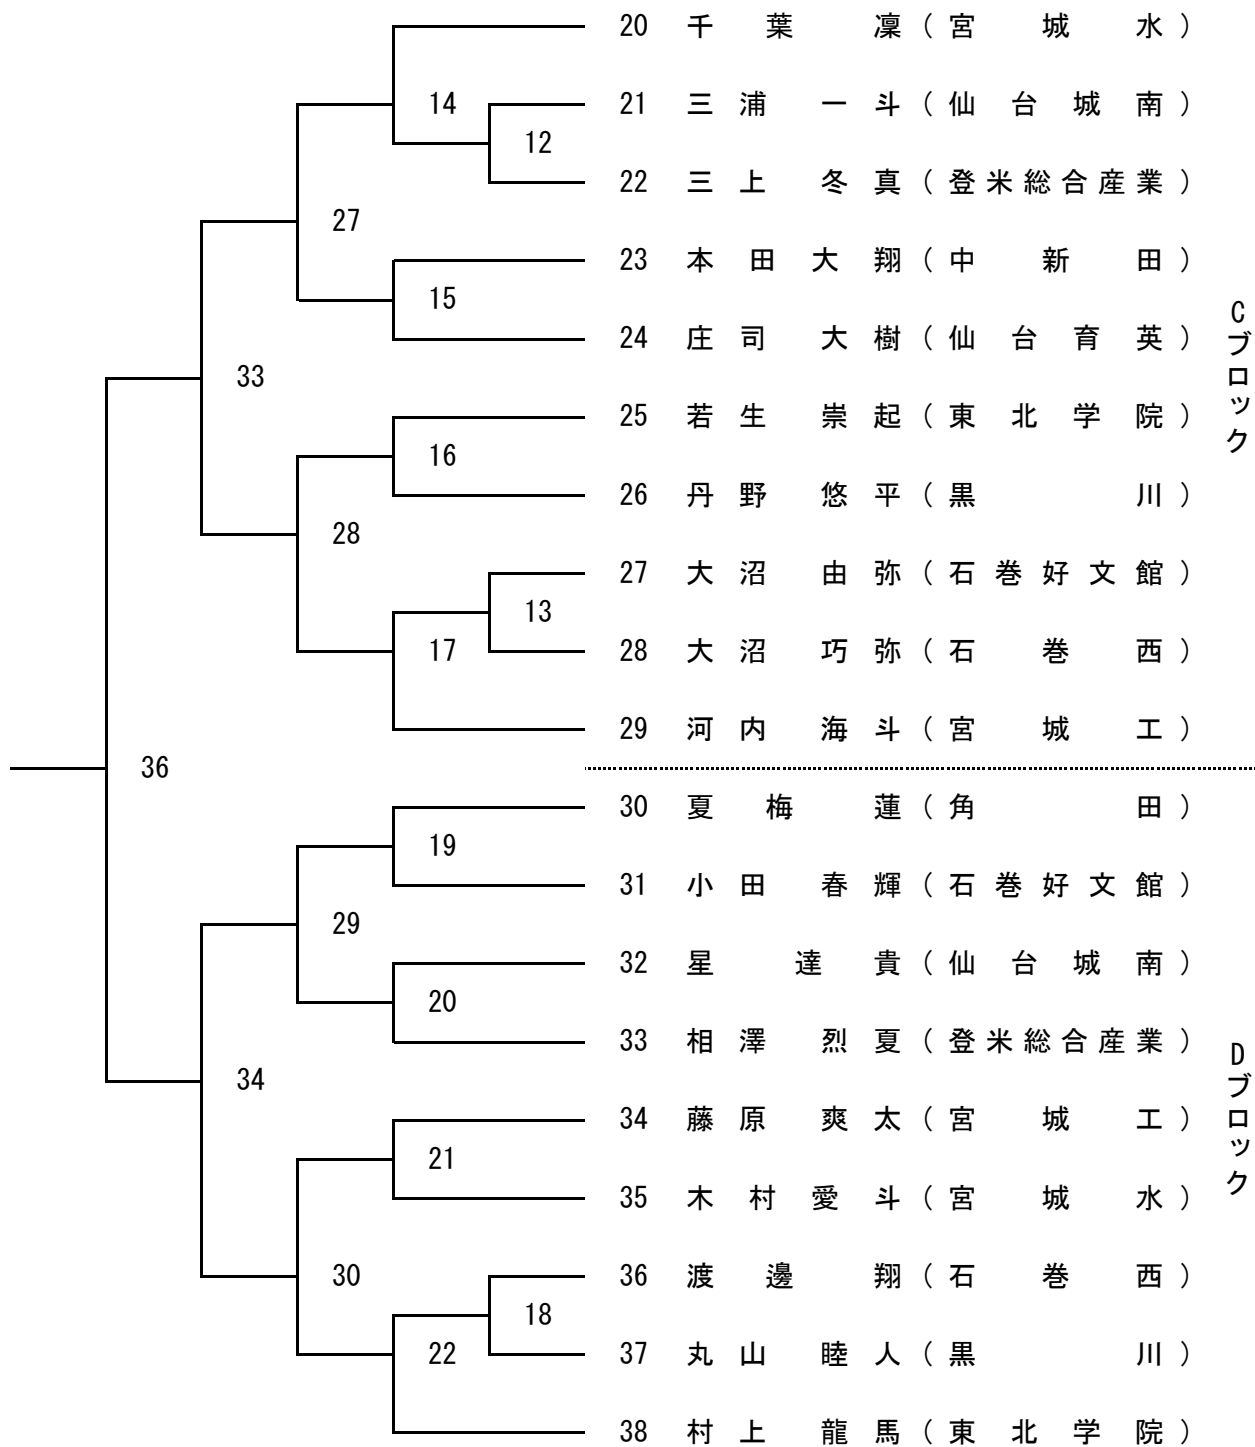 20 千葉凜（宮城水）
14
21 三浦一斗（仙台城南）
12
22 三上冬真（登米総合産業）
27
23 本田大翔（中新田）
15
24 庄司大樹（仙台育英）
Cブロック
33
25 若生崇起（東北学院）
16
26 丹野悠平（黒川）
28
27 大沼由弥（石巻好文館）
13
17
28 大沼巧弥（石巻西）
29 河内海斗（宮城工）
36
30 夏梅蓮（角田）
19
31 小田春輝（石巻好文館）
29
32 星達貴（仙台城南）
20
33 相澤烈夏（登米総合産業）
Dブロック
34
34 藤原爽太（宮城工）
21
35 木村愛斗（宮城水）
30
36 渡邊翔（石巻西）
18
22
37 丸山睦人（黒川）
38 村上龍馬（東北学院）